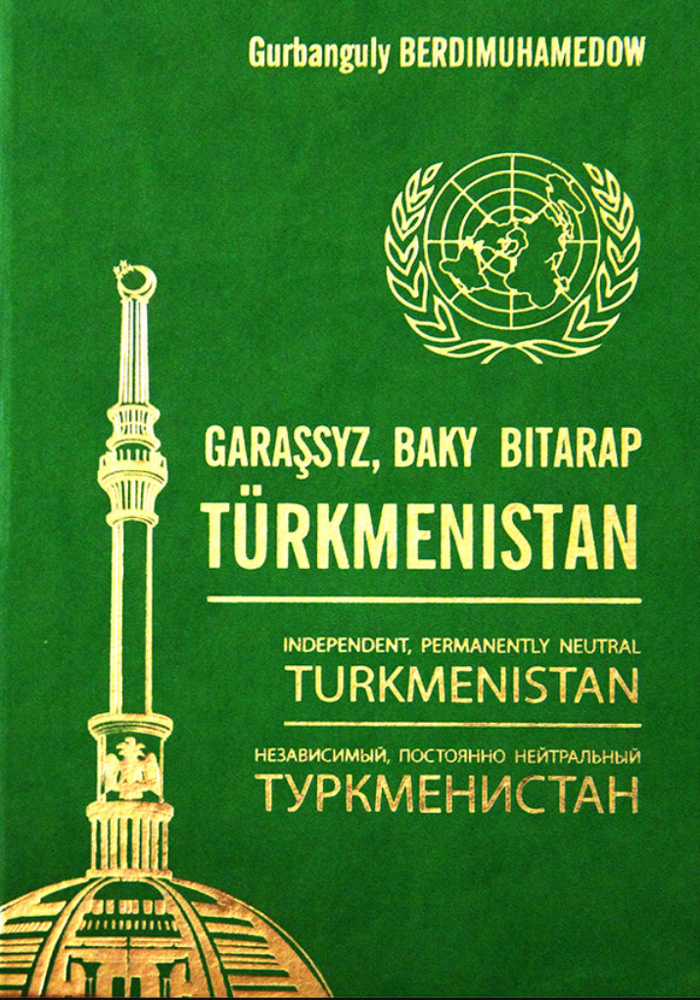 Gurbanguly BERDIMUHAMEDOW
GARAŞSYZ, BAKY BITARAP
TÜRKMENISTAN
INDEPENDENT, PERMANENTLY NEUTRAL
TURKMENISTAN
НЕЗАВИСИМЫЙ, ПОСТОЯННО НЕЙТРАЛЬНЫЙ
ТУРКМЕНИСТАН